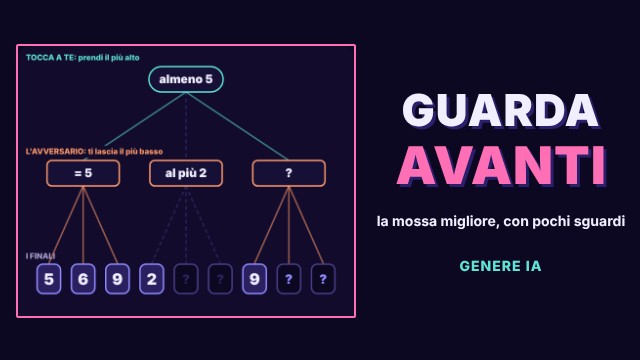 TOCCA A TE: prendi il più alto
almeno 5
L'AVVERSARIO: ti lascia il più basso
= 5
al più 2
?
I FINALI
5 6 9 2 ? ? 9 ? ?
GUARDA
AVANTI
la mossa migliore, con pochi sguardi
GENERE IA